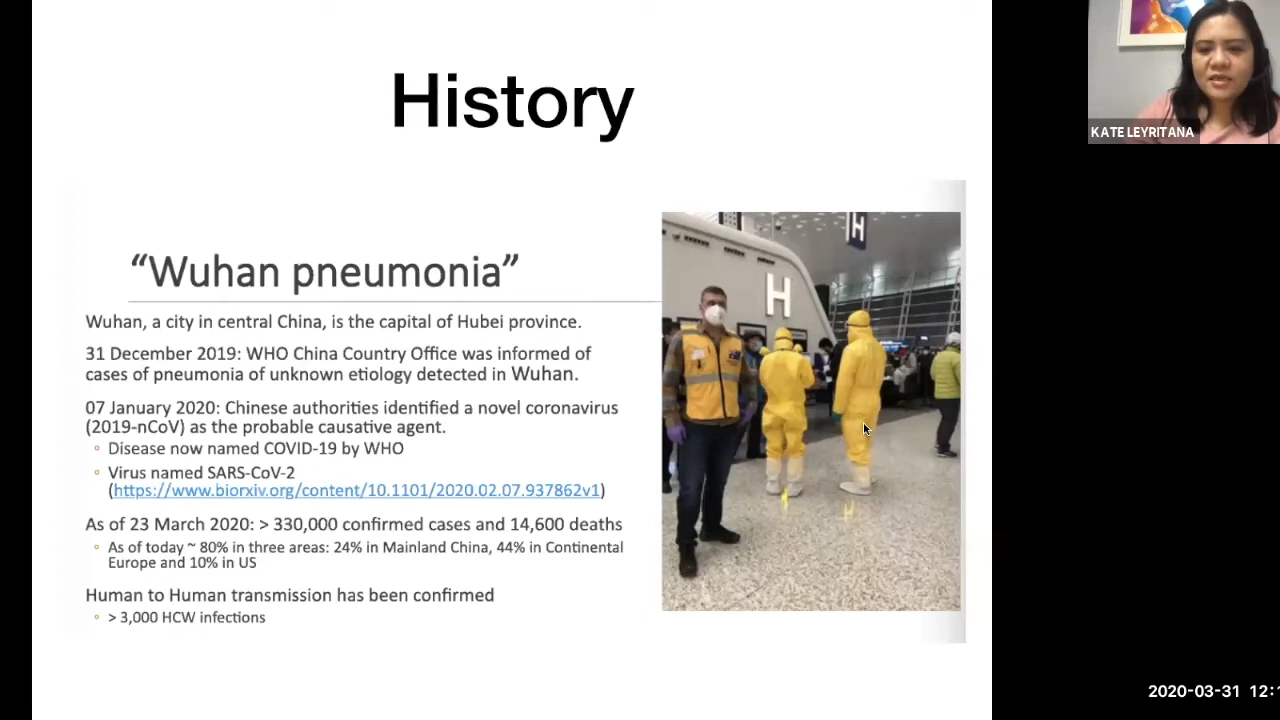 History
KATE LEYRITANA
“Wuhan pneumonia”
Wuhan, a city in central China, is the capital of Hubei province.
31 December 2019: WHO China Country Office was informed of
cases of pneumonia of unknown etiology detected in Wuhan.
07 January 2020: Chinese authorities identified a novel coronavirus
(2019-nCoV) as the probable causative agent.
Disease now named COVID-19 by WHO
Virus named SARS-CoV-2
(https://www.biorxiv.org/content/10.1101/2020.02.07.937862v1)
As of 23 March 2020: > 330,000 confirmed cases and 14,600 deaths
As of today ~ 80% in three areas: 24% in Mainland China, 44% in Continental
Europe and 10% in US
Human to Human transmission has been confirmed
> 3,000 HCW infections
H
H
2020-03-31